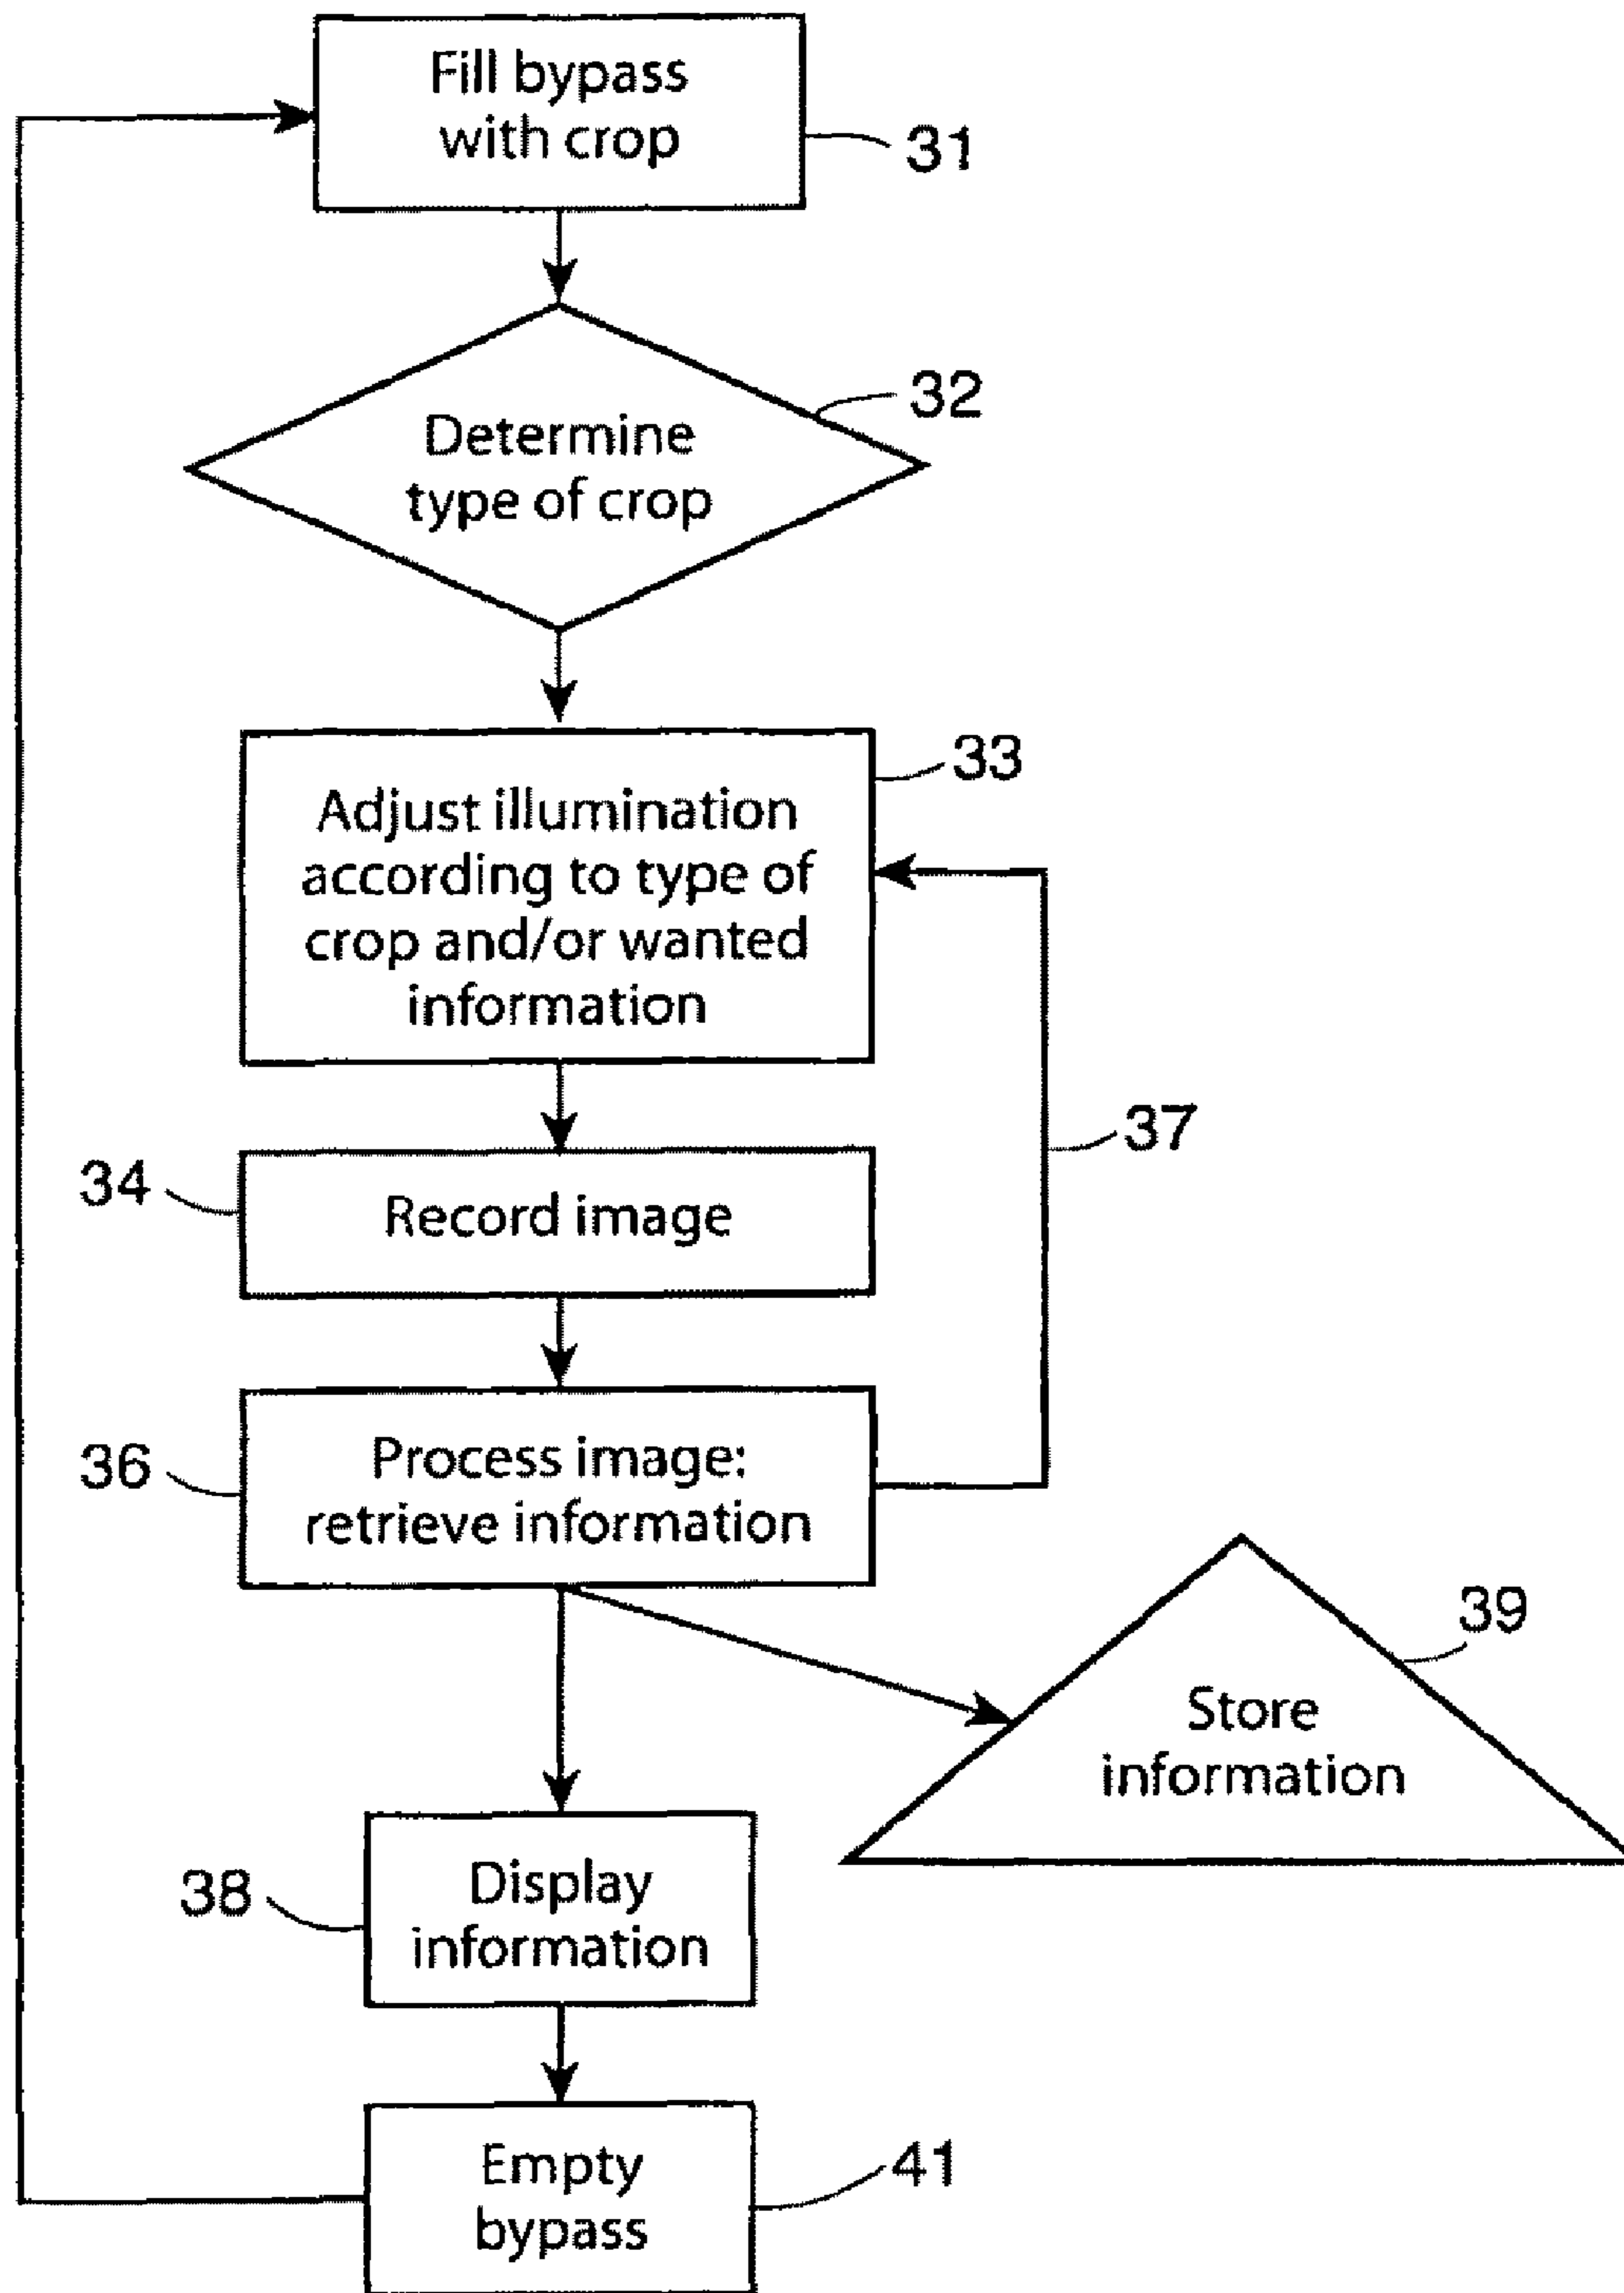 Fill bypass
with crop
31
32
Determine
type of crop
33
Adjust illumination
according to type of
crop and/or wanted
information
37
34
Record image
36
Process image:
retrieve information
39
Store
information
38
Display
information
41
Empty
bypass